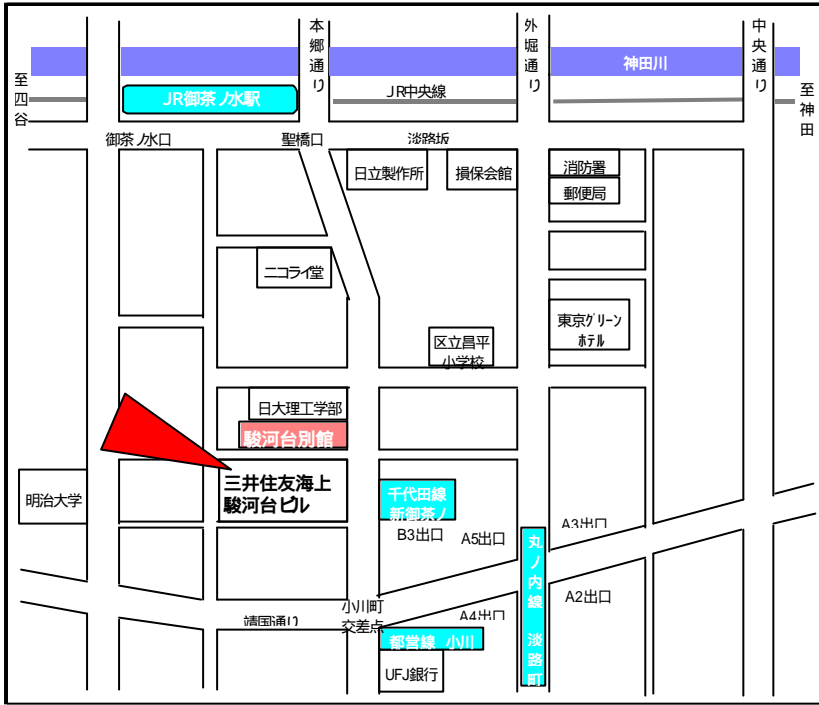 本郷通り
外堀通り
中央通り
神田川
至四谷
JR御茶ノ水駅
JR中央線
至神田
御茶ノ水口
聖橋口
淡路坂
日立製作所
損保会館
消防署
郵便局
ニコライ堂
東京グリーン
ホテル
区立昌平
小学校
日大理工学部
駿河台別館
三井住友海上
駿河台ビル
明治大学
千代田線
新御茶ノ
B3出口
A5出口
A3出口
丸ノ内線 淡路町
A2出口
小川町
交差点
A4出口
靖国通り
都営線 小川
UFJ銀行